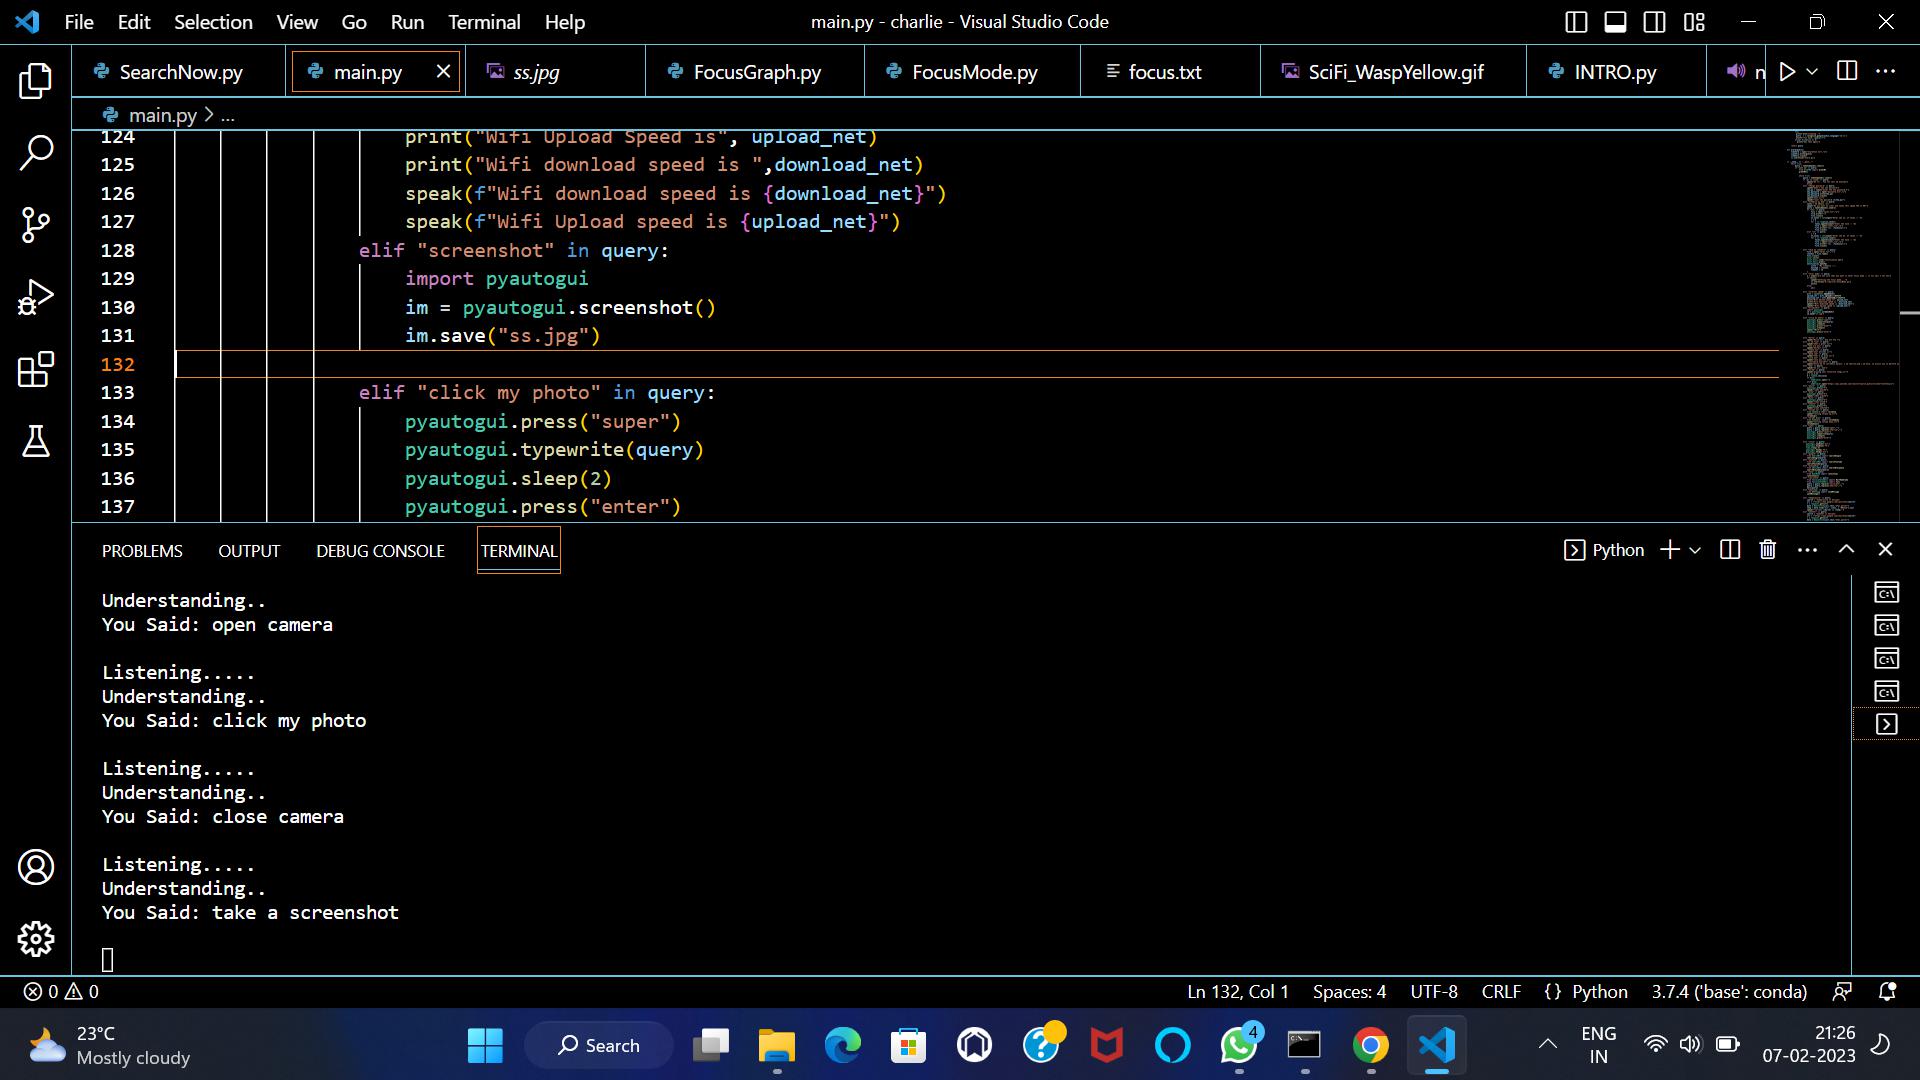 File Edit Selection View Go Run Terminal Help main.py - charlie - Visual Studio Code
SearchNow.py main.py ss.jpg FocusGraph.py FocusMode.py focus.txt SciFi_WaspYellow.gif INTRO.py n
main.py > ...
124 print("Wifi Upload Speed is", upload_net)
125 print("Wifi download speed is ",download_net)
126 speak(f"Wifi download speed is {download_net}")
127 speak(f"Wifi Upload speed is {upload_net}")
128 elif "screenshot" in query:
129 import pyautogui
130 im = pyautogui.screenshot()
131 im.save("ss.jpg")
132
133 elif "click my photo" in query:
134 pyautogui.press("super")
135 pyautogui.typewrite(query)
136 pyautogui.sleep(2)
137 pyautogui.press("enter")
PROBLEMS OUTPUT DEBUG CONSOLE TERMINAL Python
Understanding..
You Said: open camera
Listening.....
Understanding..
You Said: click my photo
Listening.....
Understanding..
You Said: close camera
Listening.....
Understanding..
You Said: take a screenshot
0 0 Ln 132, Col 1 Spaces: 4 UTF-8 CRLF {} Python 3.7.4 ('base': conda)
23°C
Mostly cloudy
Search
4
ENG
IN
21:26
07-02-2023